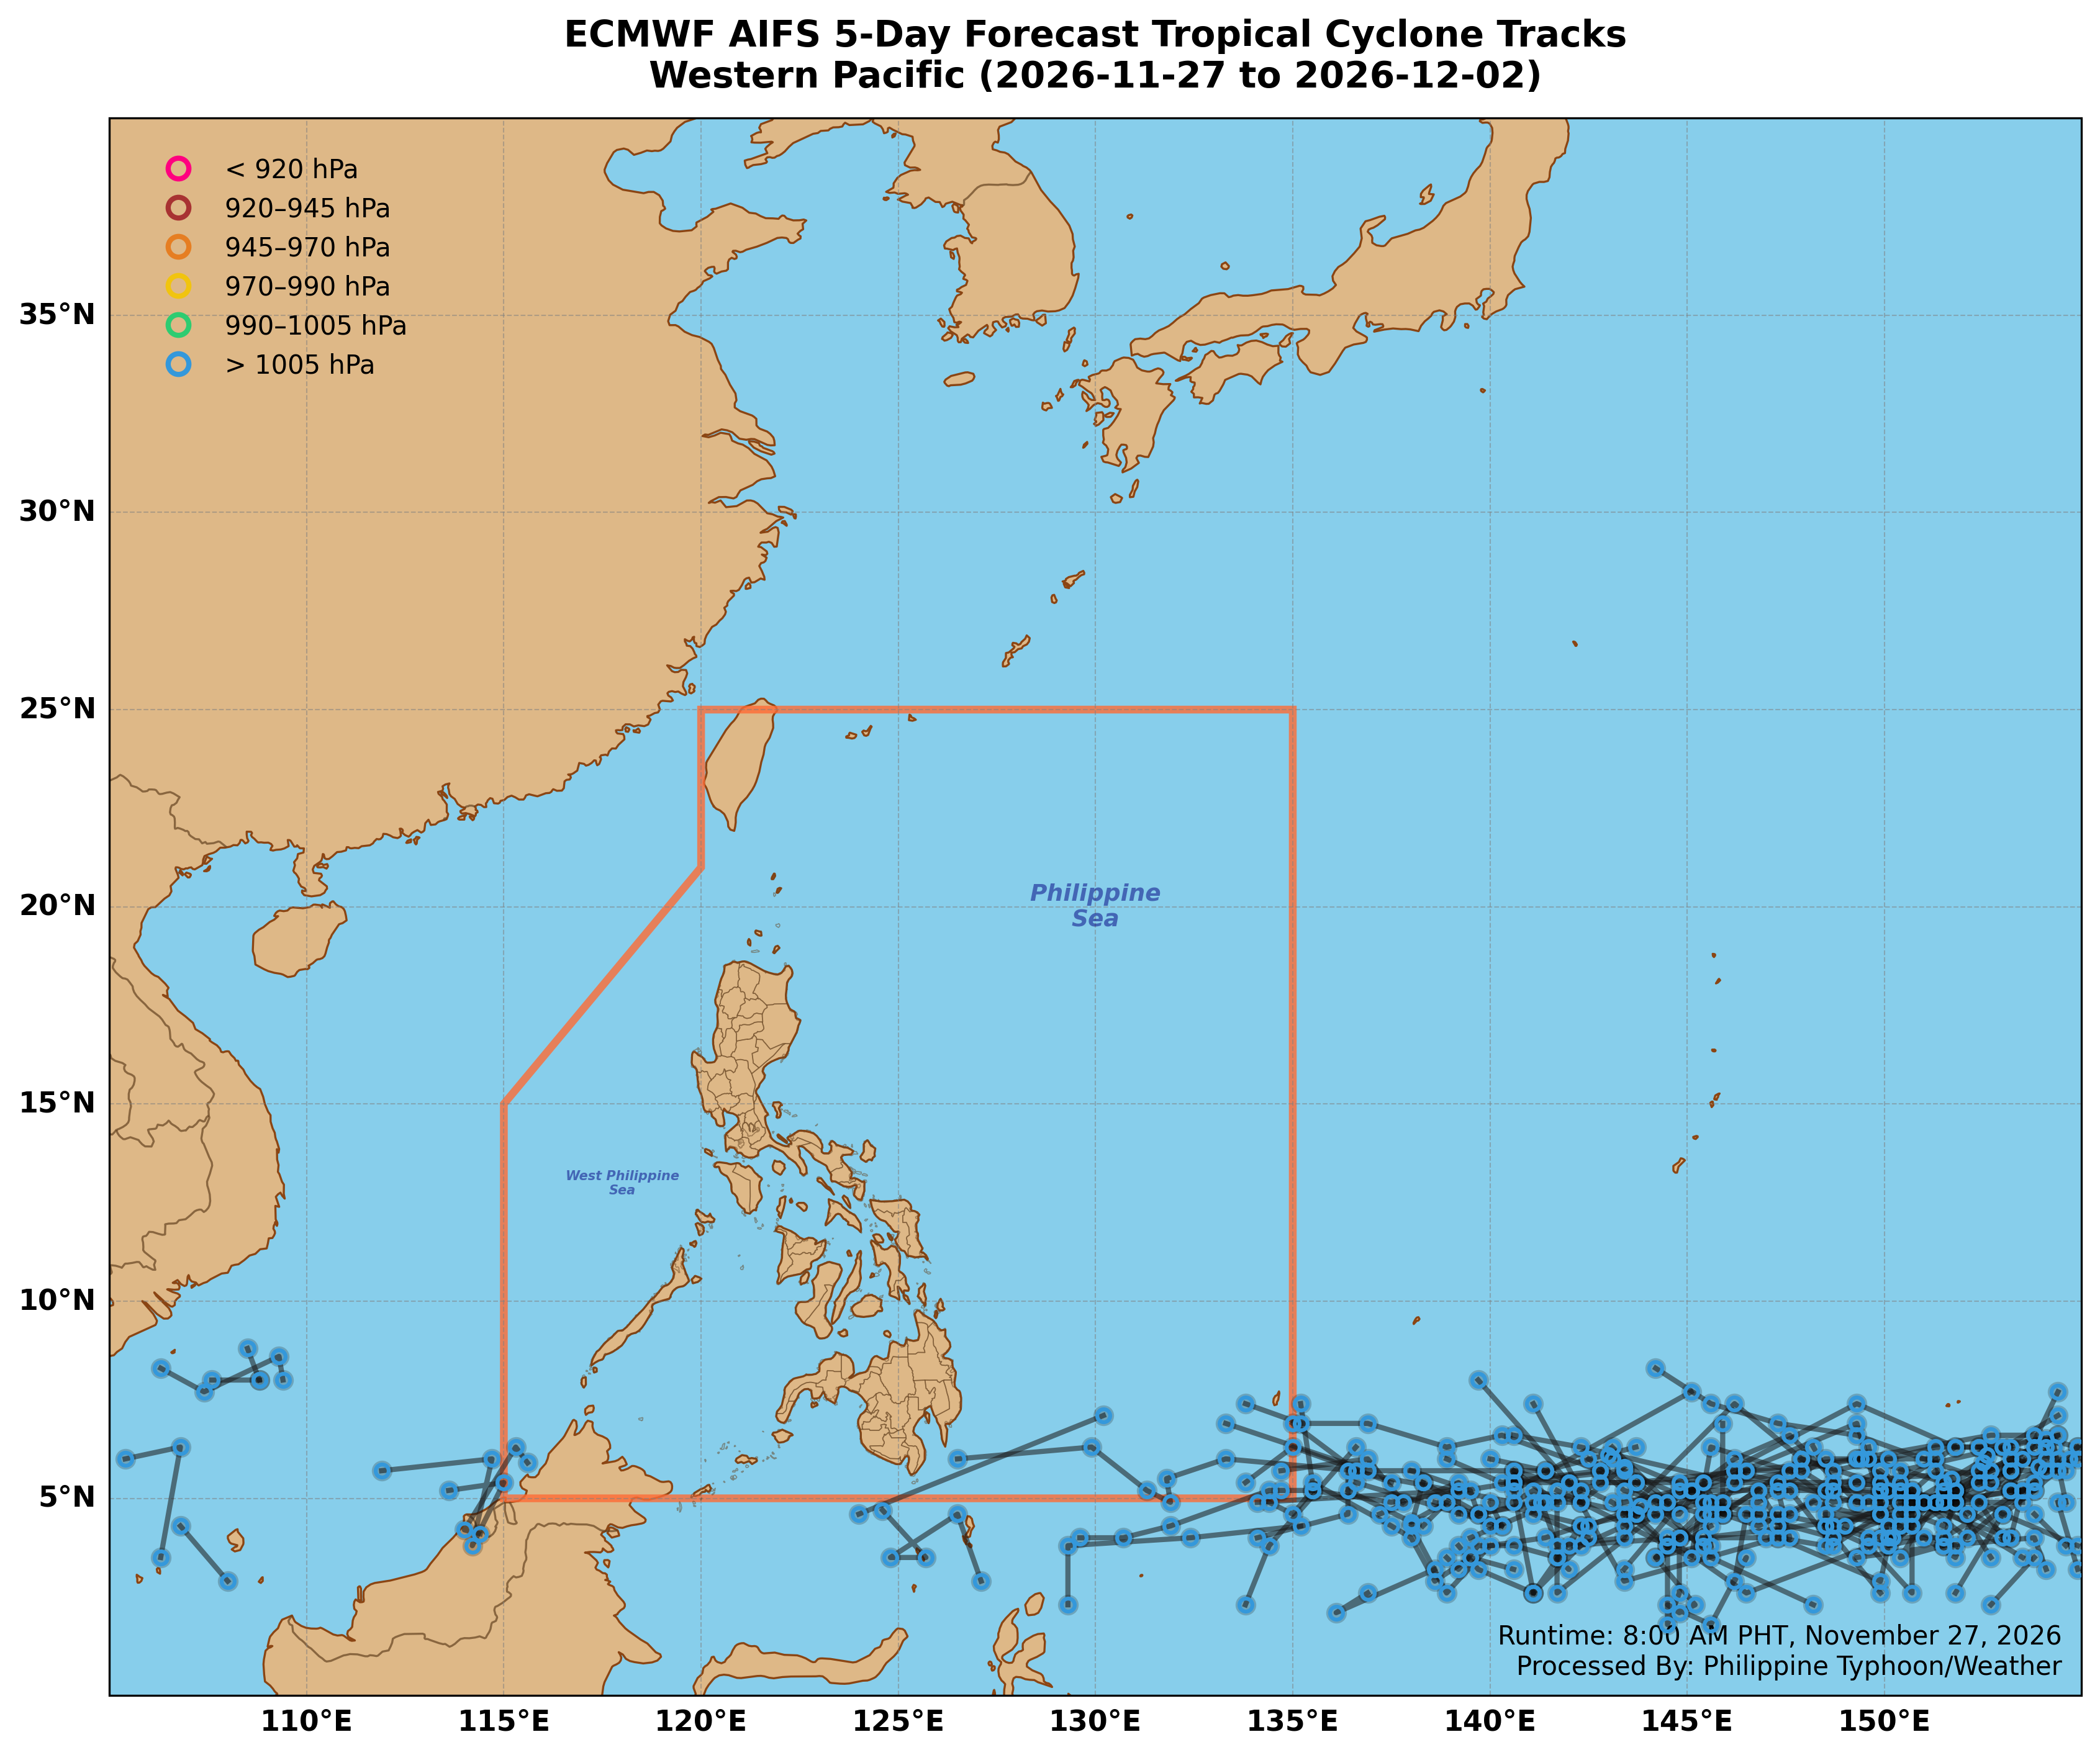 ECMWF AIFS 5-Day Forecast Tropical Cyclone Tracks
Western Pacific (2026-11-27 to 2026-12-02)
< 920 hPa
920–945 hPa
945–970 hPa
970–990 hPa
990–1005 hPa
> 1005 hPa
35°N
30°N
25°N
20°N
15°N
10°N
5°N
Philippine
Sea
West Philippine
Sea
Runtime: 8:00 AM PHT, November 27, 2026
Processed By: Philippine Typhoon/Weather
110°E
115°E
120°E
125°E
130°E
135°E
140°E
145°E
150°E